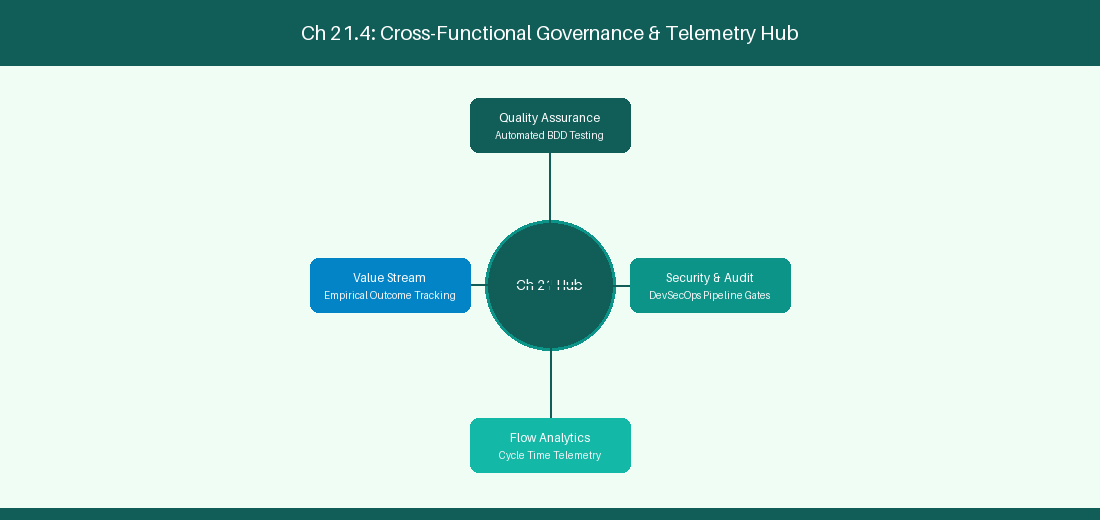 Ch 21.4: Cross-Functional Governance & Telemetry Hub
Quality Assurance
Automated BDD Testing
Value Stream
Empirical Outcome Tracking
Ch 21 Hub
Security & Audit
DevSecOps Pipeline Gates
Flow Analytics
Cycle Time Telemetry